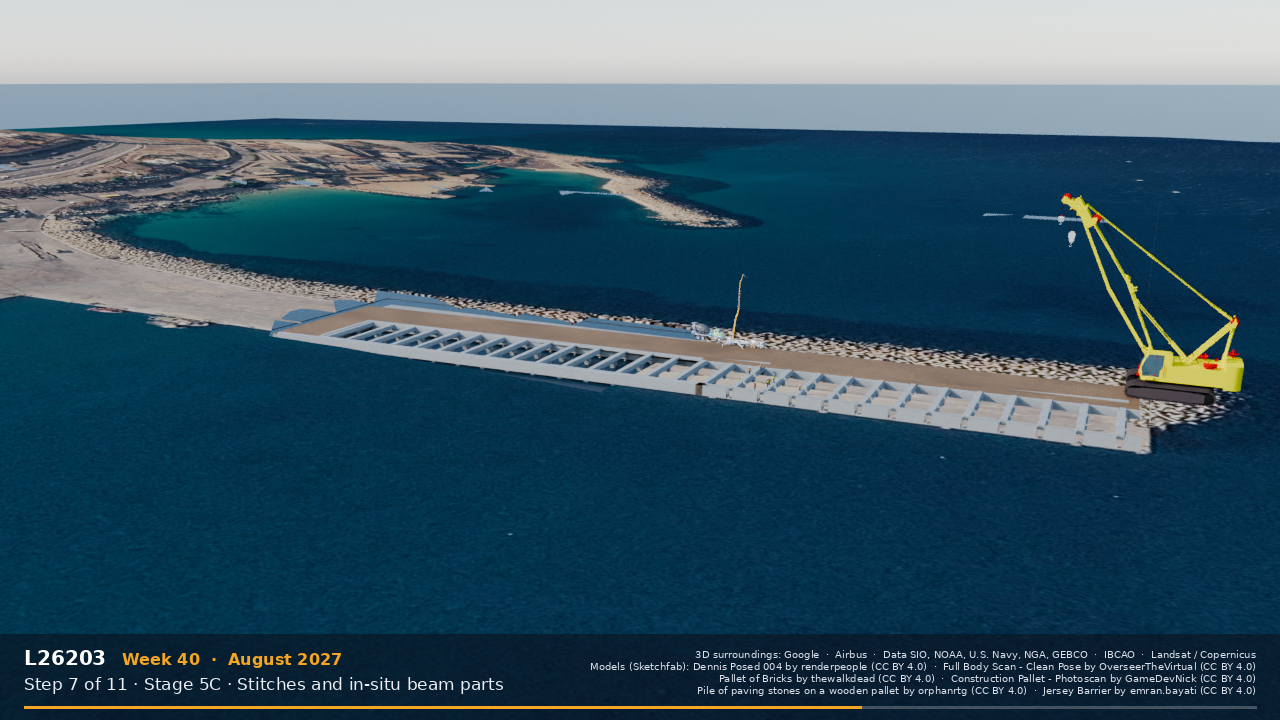 L26203 Week 40 · August 2027
Step 7 of 11 · Stage 5C · Stitches and in-situ beam parts
3D surroundings: Google · Airbus · Data SIO, NOAA, U.S. Navy, NGA, GEBCO · IBCAO · Landsat / Copernicus
Models (Sketchfab): Dennis Posed 004 by renderpeople (CC BY 4.0) · Full Body Scan - Clean Pose by OverseerTheVirtual (CC BY 4.0)
Pallet of Bricks by thewalkdead (CC BY 4.0) · Construction Pallet - Photoscan by GameDevNick (CC BY 4.0)
Pile of paving stones on a wooden pallet by orphanrtg (CC BY 4.0) · Jersey Barrier by emran.bayati (CC BY 4.0)